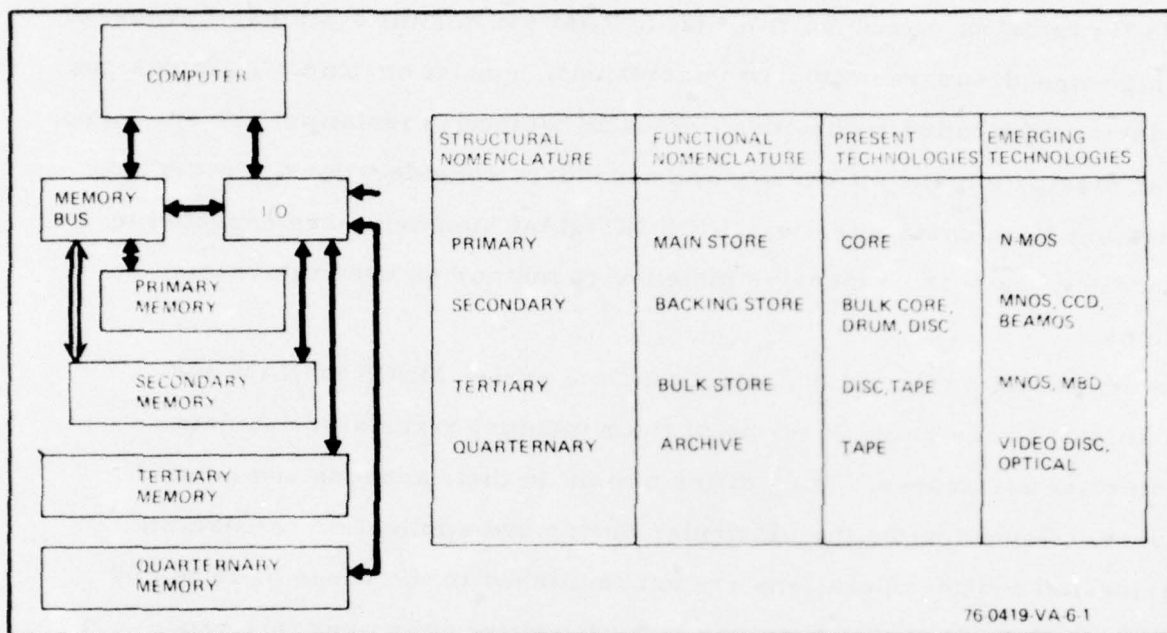 COMPUTER
MEMORY
BUS
I/O
PRIMARY
MEMORY
SECONDARY
MEMORY
TERTIARY
MEMORY
QUARTERNARY
MEMORY
STRUCTURAL NOMENCLATURE
FUNCTIONAL NOMENCLATURE
PRESENT TECHNOLOGIES
EMERGING TECHNOLOGIES
PRIMARY MAIN STORE CORE N-MOS
SECONDARY BACKING STORE BULK CORE, MNOS, CCD,
DRUM, DISC BEAMOS
TERTIARY BULK STORE DISC, TAPE MNOS, MBD
QUARTERNARY ARCHIVE TAPE VIDEO DISC,
OPTICAL
76 0419-VA-6-1